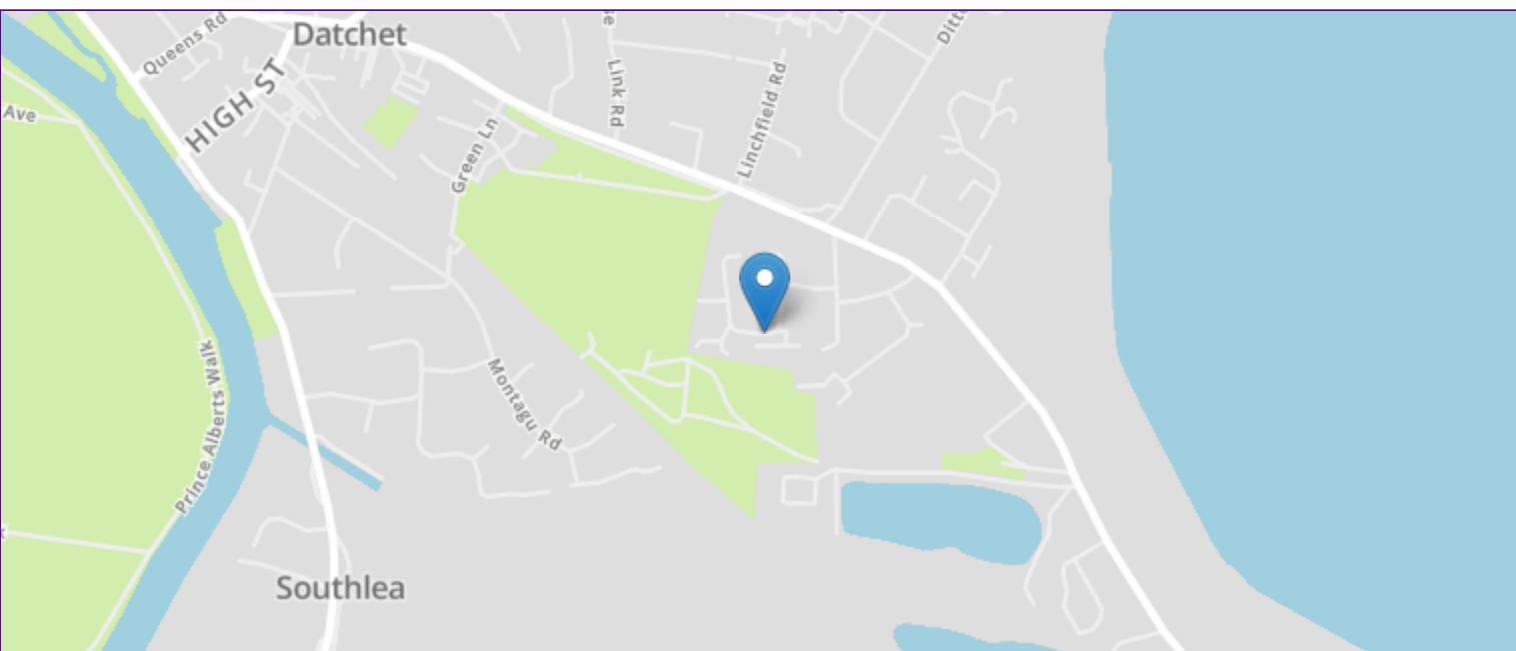 Datchet
Queens Rd
HIGH ST
Ave
Link Rd
Linchfield Rd
Green Ln
Montagu Rd
Prince Alberts Walk
Southlea